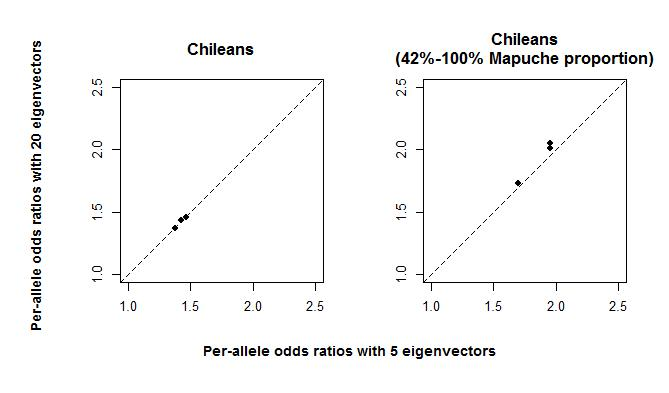 Chileans
Chileans
(42%-100% Mapuche proportion)
Per-allele odds ratios with 20 eigenvectors
2.5
2.0
1.5
1.0
1.0 1.5 2.0 2.5
2.5
2.0
1.5
1.0
1.0 1.5 2.0 2.5
Per-allele odds ratios with 5 eigenvectors